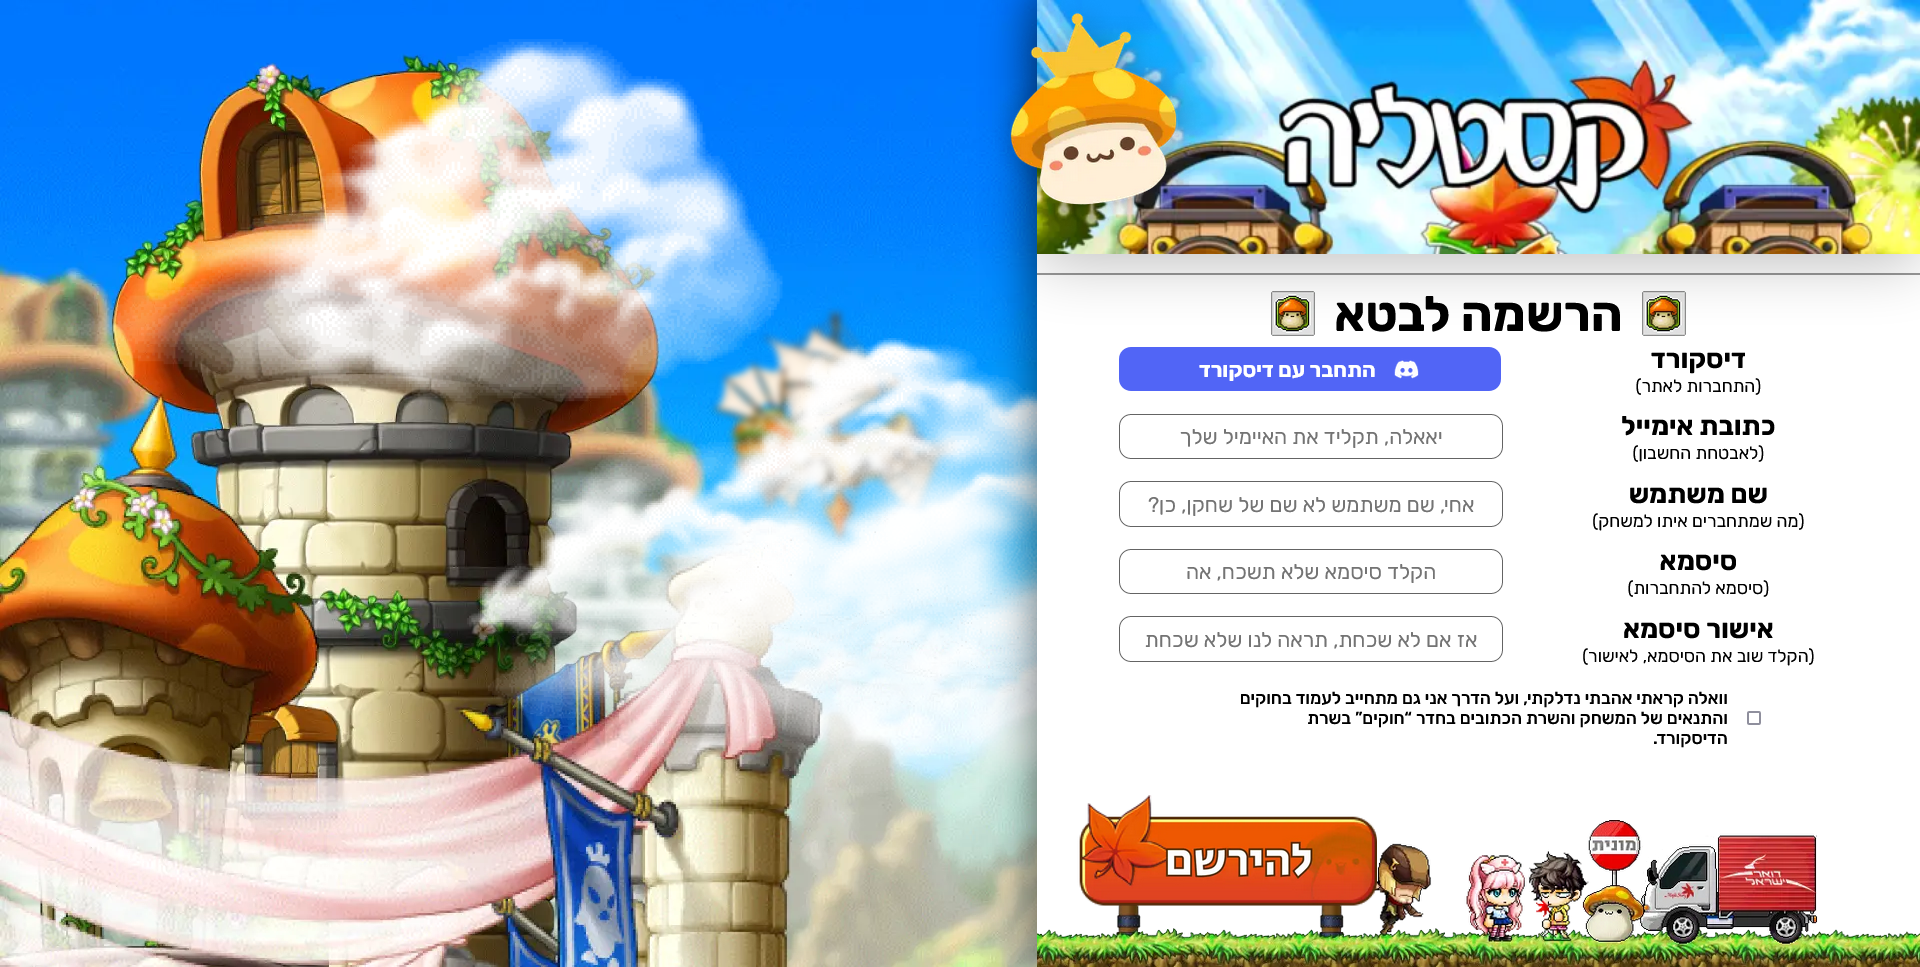 קסטליה
הרשמה לבטא
דיסקורד
(התחברות לאתר)
התחבר עם דיסקורד
כתובת אימייל
(לאבטחת החשבון)
יאאלה, תקליד את האיימיל שלך
שם משתמש
(מה שמתחברים איתו למשחק)
אחי, שם משתמש לא שם של שחקן, כן?
סיסמא
(סיסמא להתחברות)
הקלד סיסמא שלא תשכח, אה
אישור סיסמא
(הקלד שוב את הסיסמא, לאישור)
אז אם לא שכחת, תראה לנו שלא שכחת
וואלה קראתי אהבתי נדלקתי, ועל הדרך אני גם מתחייב לעמוד בחוקים
והתנאים של המשחק והשרת הכתובים בחדר “חוקים” בשרת
הדיסקורד.
להירשם
מונית
דואר
ישראל